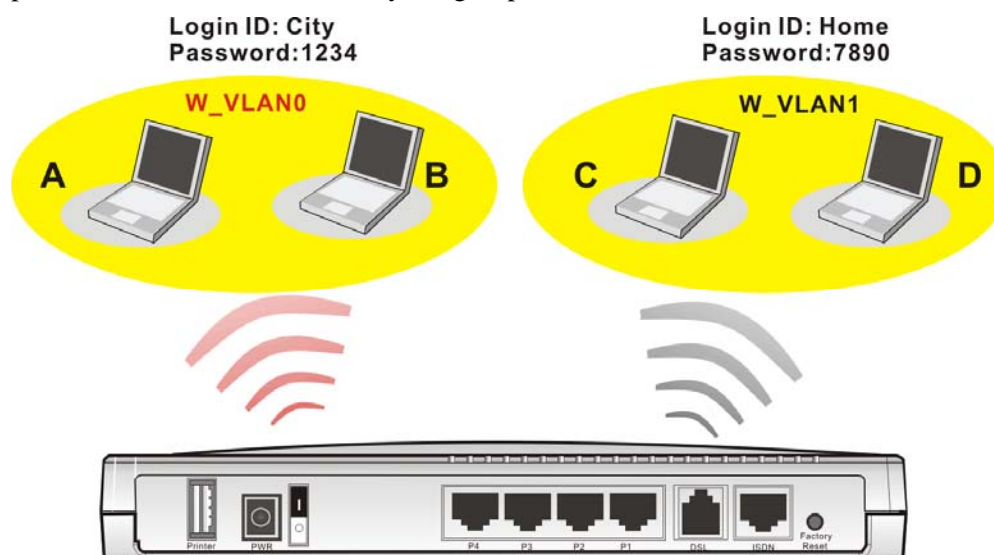 Login ID: City
Password:1234
Login ID: Home
Password:7890
W_VLAN0
W_VLAN1
A
B
C
D
Printer
PWR
P4
P3
P2
P1
DSL
ISDN
Factory
Reset